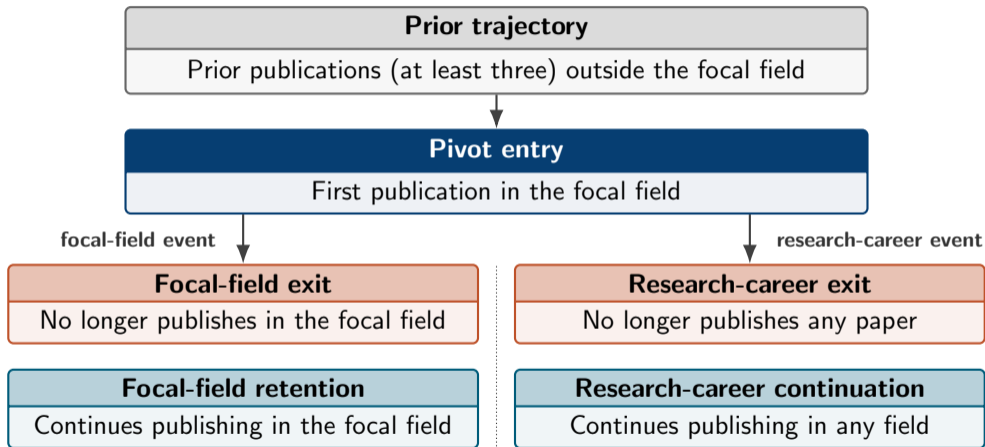 Prior trajectory
Prior publications (at least three) outside the focal field
Pivot entry
First publication in the focal field
focal-field event
research-career event
Focal-field exit
No longer publishes in the focal field
Research-career exit
No longer publishes any paper
Focal-field retention
Continues publishing in the focal field
Research-career continuation
Continues publishing in any field